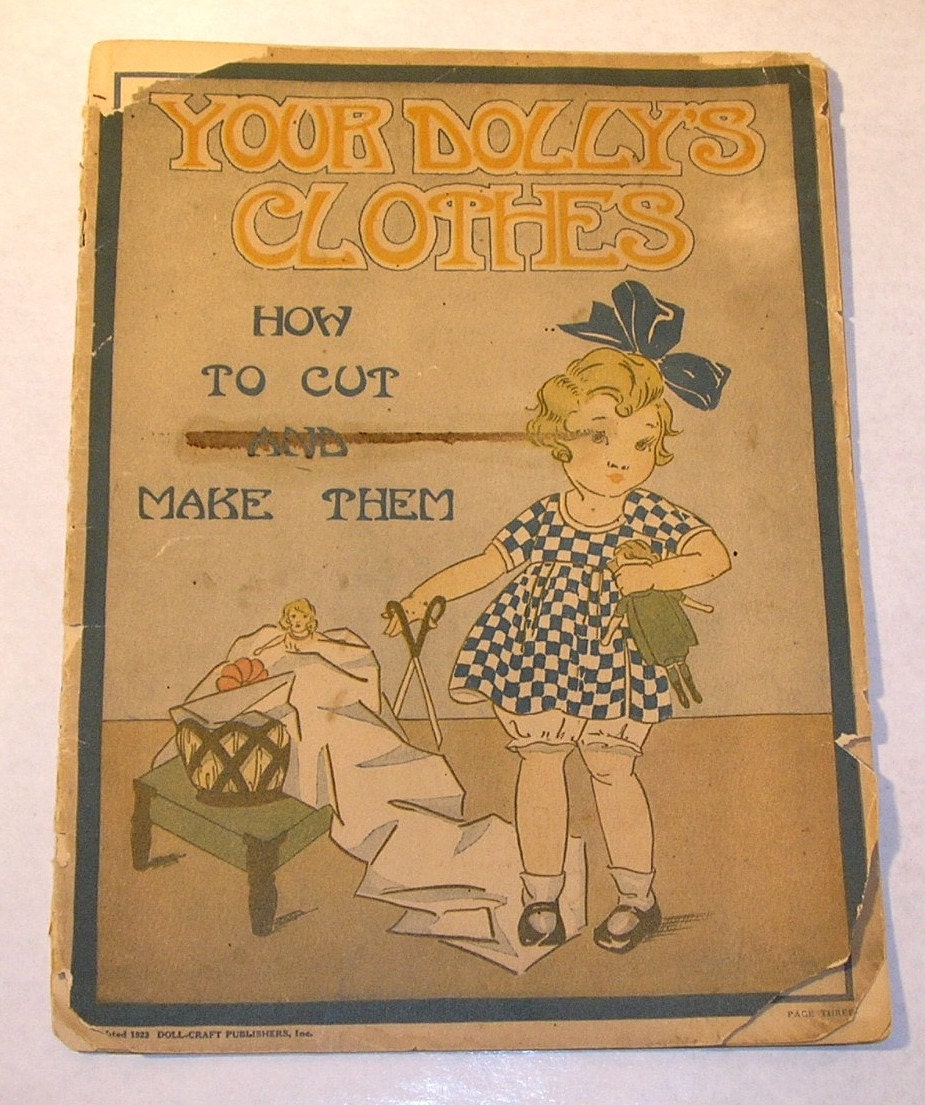 YOUR DOLLY'S
CLOTHES
HOW
TO CUT
AND
MAKE THEM
1923 DOLL-CRAFT PUBLISHERS, Inc.
PAGE THREE